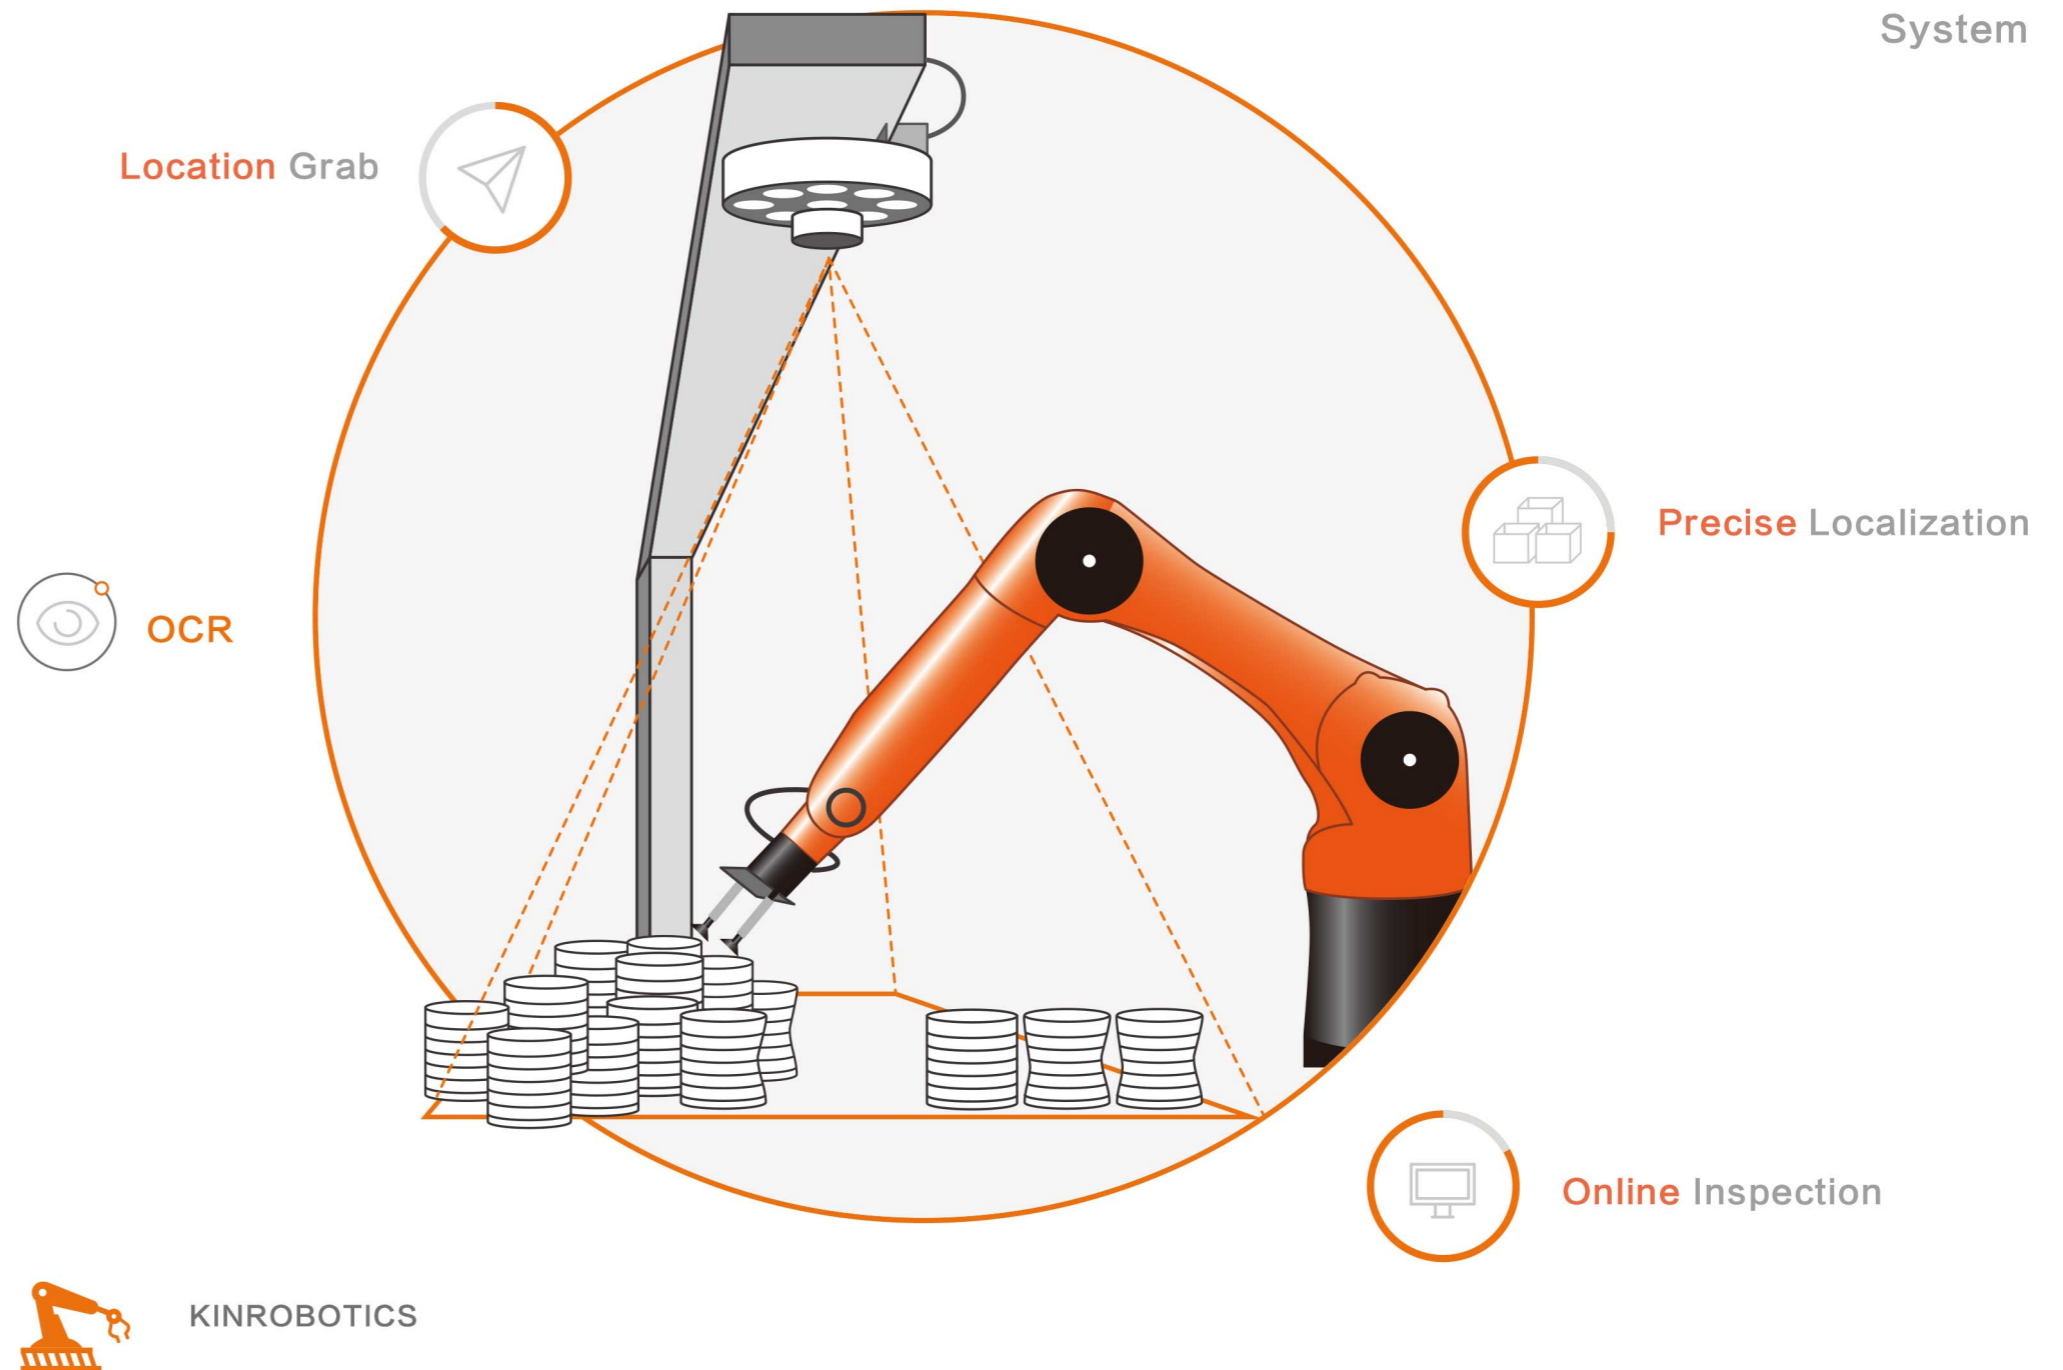 System
Location Grab
Precise Localization
OCR
Online Inspection
KINROBOTICS